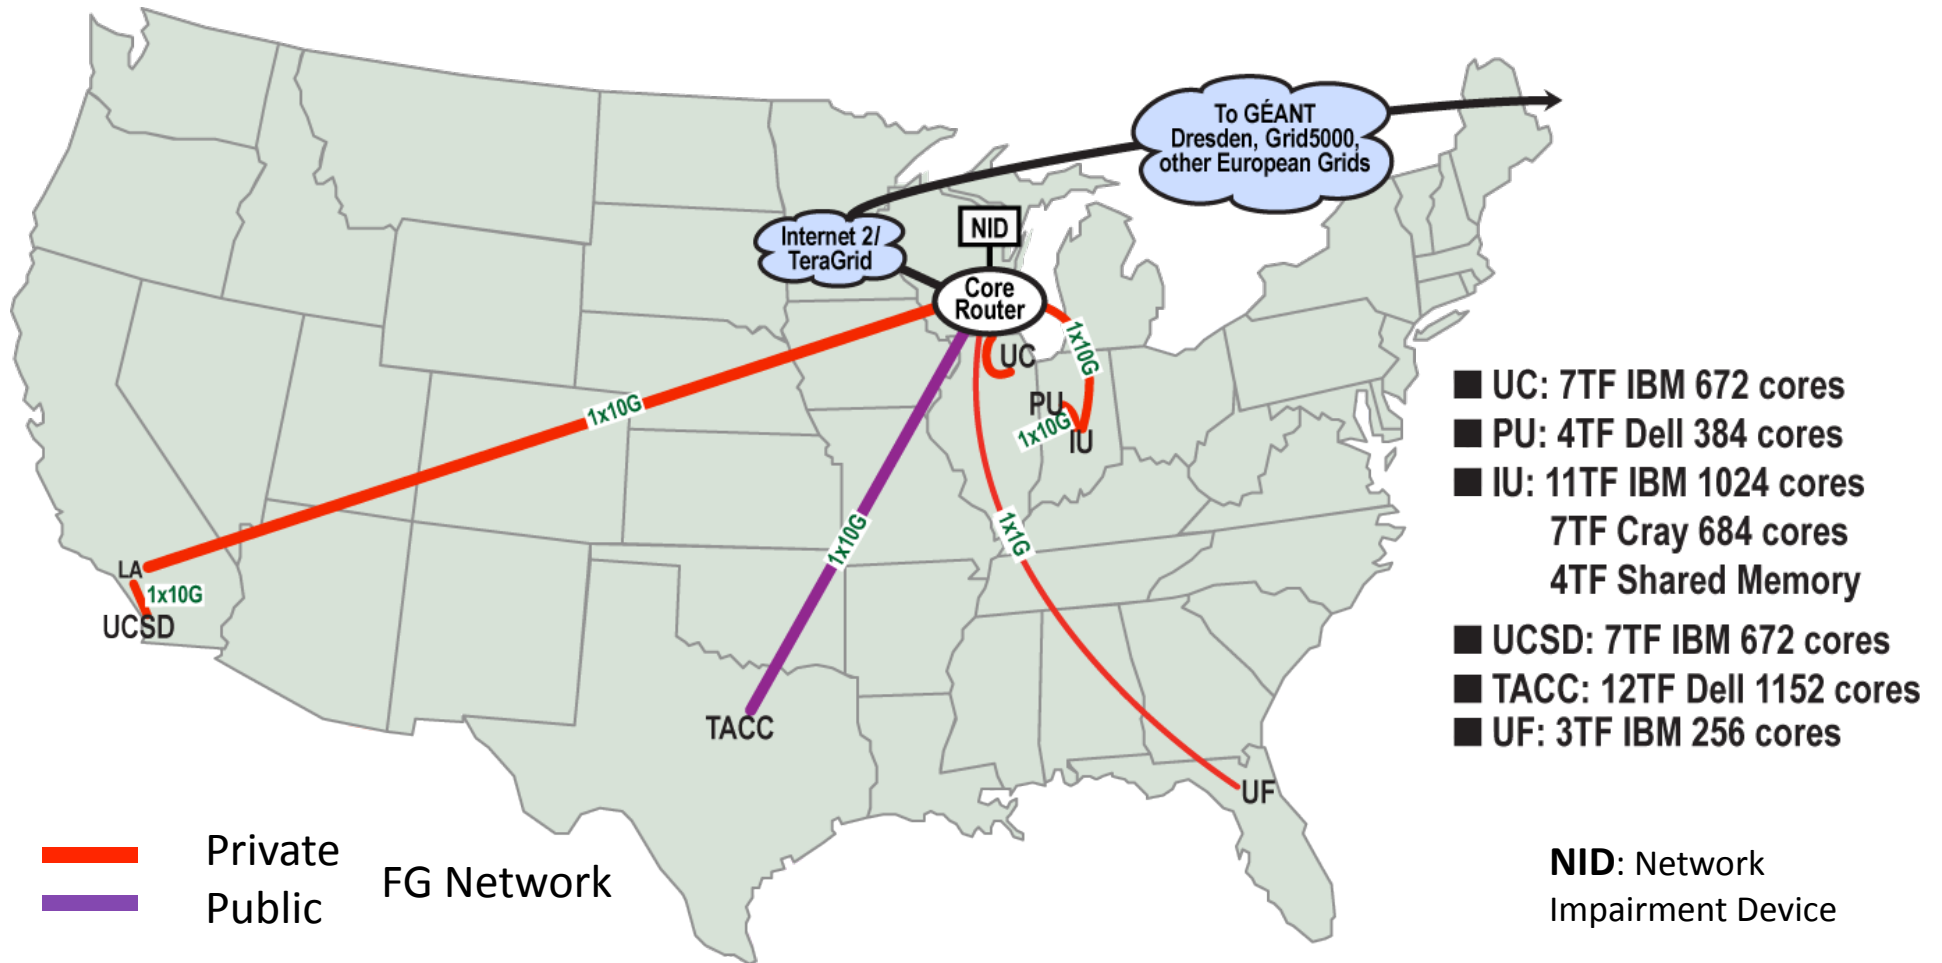 To GÉANT
Dresden, Grid5000,
other European Grids
NID
Internet 2/
TeraGrid
Core
Router
1x10G
UC
PU
1x10G
IU
1x10G
1x10G
1x1G
LA
1x10G
UCSD
TACC
UF
■ UC: 7TF IBM 672 cores
■ PU: 4TF Dell 384 cores
■ IU: 11TF IBM 1024 cores
7TF Cray 684 cores
4TF Shared Memory
■ UCSD: 7TF IBM 672 cores
■ TACC: 12TF Dell 1152 cores
■ UF: 3TF IBM 256 cores
Private
Public
FG Network
NID: Network
Impairment Device